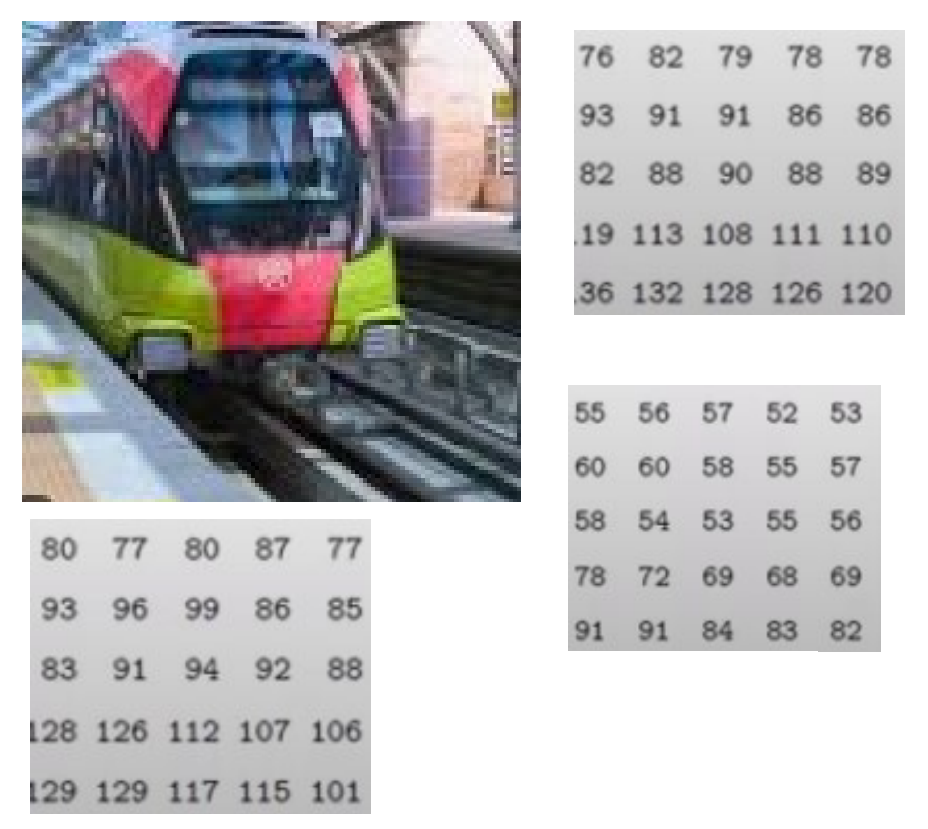 76 82 79 78 78
93 91 91 86 86
82 88 90 88 89
19 113 108 111 110
36 132 128 126 120
55 56 57 52 53
60 60 58 55 57
58 54 53 55 56
78 72 69 68 69
91 91 84 83 82
80 77 80 87 77
93 96 99 86 85
83 91 94 92 88
128 126 112 107 106
129 129 117 115 101